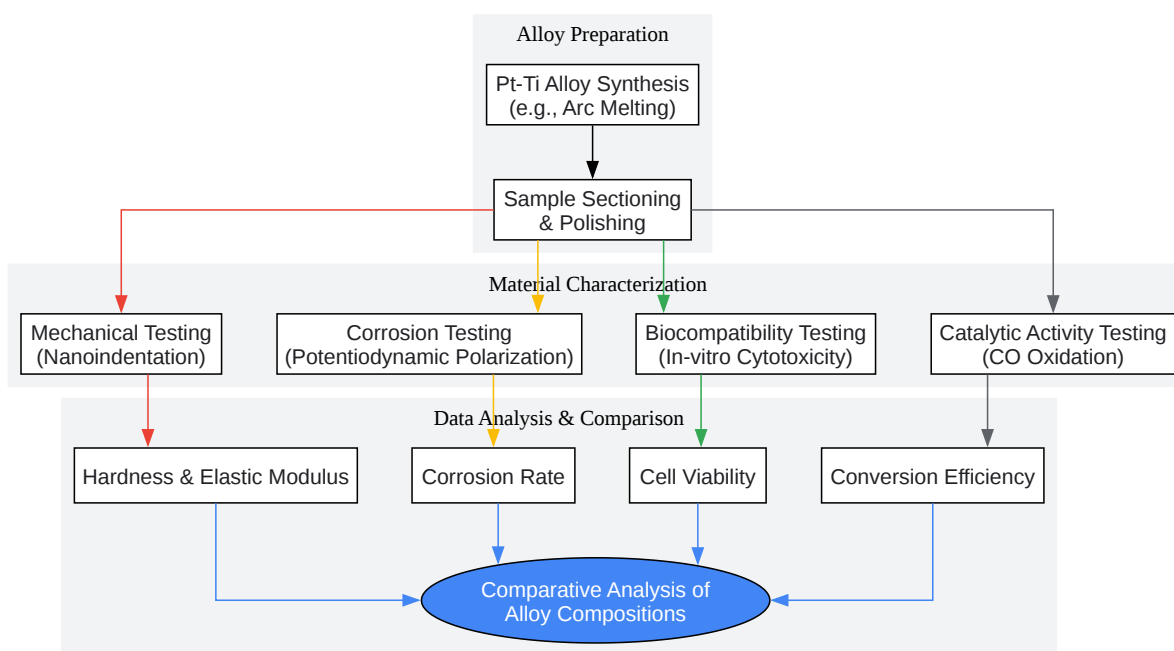 Alloy Preparation
Pt-Ti Alloy Synthesis
(e.g., Arc Melting)
Sample Sectioning
& Polishing
Material Characterization
Mechanical Testing
(Nanoindentation)
Corrosion Testing
(Potentiodynamic Polarization)
Biocompatibility Testing
(In-vitro Cytotoxicity)
Catalytic Activity Testing
(CO Oxidation)
Data Analysis & Comparison
Hardness & Elastic Modulus
Corrosion Rate
Cell Viability
Conversion Efficiency
Comparative Analysis of
Alloy Compositions